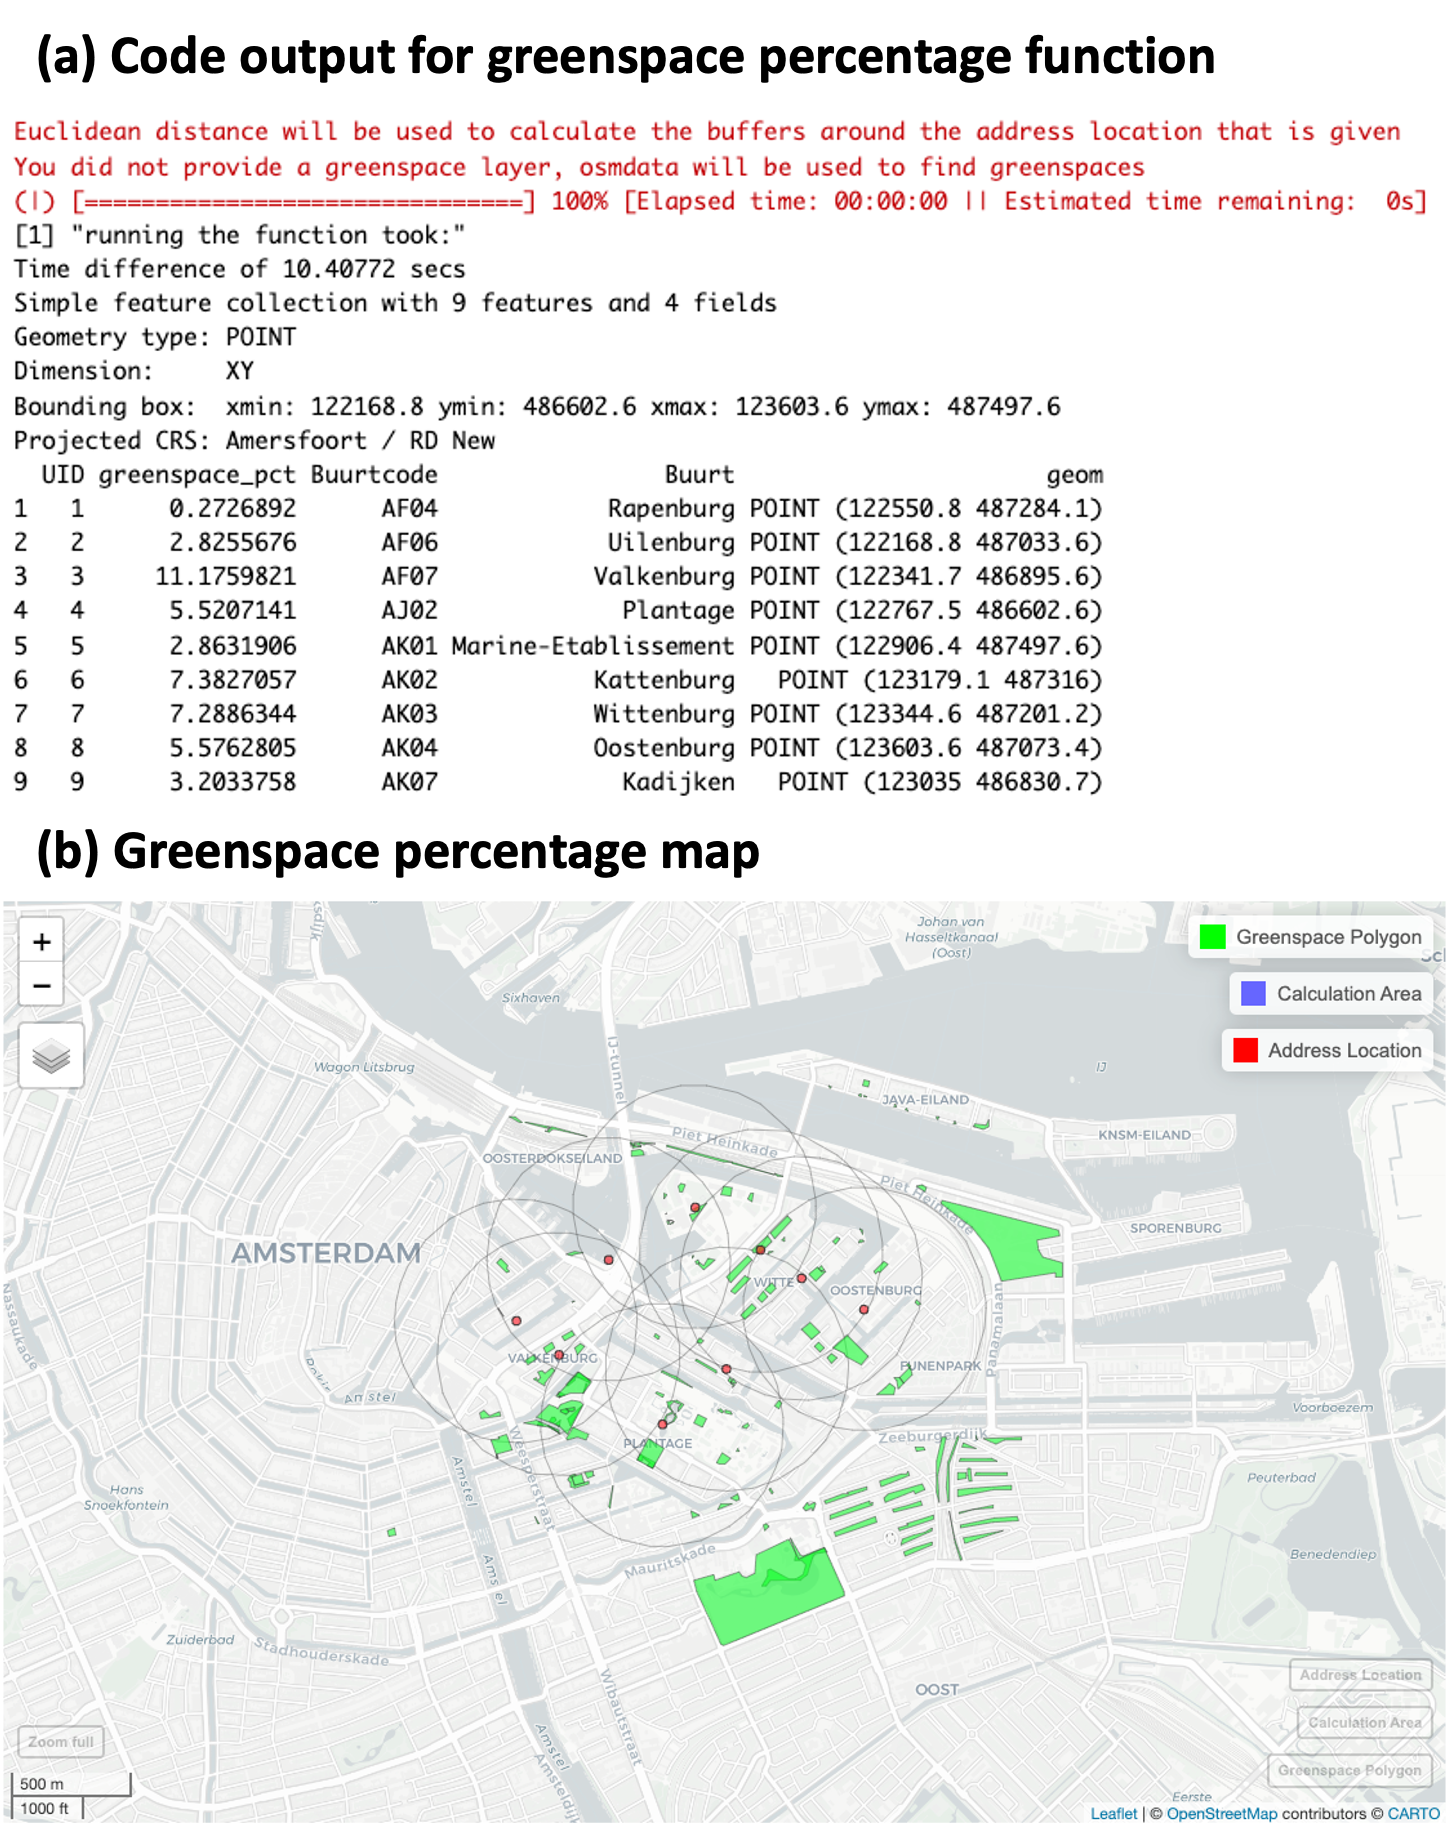 (a) Code output for greenspace percentage function
Euclidean distance will be used to calculate the buffers around the address location that is given
You did not provide a greenspace layer, osmdata will be used to find greenspaces
(|) [===============================] 100% [Elapsed time: 00:00:00 || Estimated time remaining:  0s]
[1] "running the function took:"
Time difference of 10.40772 secs
Simple feature collection with 9 features and 4 fields
Geometry type: POINT
Dimension:     XY
Bounding box:  xmin: 122168.8 ymin: 486602.6 xmax: 123603.6 ymax: 487497.6
Projected CRS: Amersfoort / RD New
UID greenspace_pct Buurtcode Buurt geom
1 1 0.2726892 AF04 Rapenburg POINT (122550.8 487284.1)
2 2 2.8255676 AF06 Uilenburg POINT (122168.8 487033.6)
3 3 11.1759821 AF07 Valkenburg POINT (122341.7 486895.6)
4 4 5.5207141 AJ02 Plantage POINT (122767.5 486602.6)
5 5 2.8631906 AK01 Marine-Etablissement POINT (122906.4 487497.6)
6 6 7.3827057 AK02 Kattenburg POINT (123179.1 487316)
7 7 7.2886344 AK03 Wittenburg POINT (123344.6 487201.2)
8 8 5.5762805 AK04 Oostenburg POINT (123603.6 487073.4)
9 9 3.2033758 AK07 Kadijken POINT (123035 486830.7)
(b) Greenspace percentage map
+
−
Greenspace Polygon
Calculation Area
Address Location
sdijk
Johan van
Hasseltkanaal
(Oost)
Sixhaven
IJ-tunnel
Wagon Litsbrug
IJ
JAVA-EILAND
KNSM-EILAND
Piet Heinkade
OOSTERDOKSEILAND
Piet Heinkade
SPORENBURG
AMSTERDAM
WITTE
OOSTENBURG
Nassaukade
Panamalaan
VALKENBURG
FUNENPARK
Rokin
Amstel
Voorboezem
PLANTAGE
Zeeburgerdijk
Weesperstraat
Amstel
Peuterbad
Hans
Snoekfontein
Benedendiep
Mauritskade
Amstel
Zuiderbad
Stadhouderskade
Wibautstraat
OOST
Address Location
Calculation Area
Greenspace Polygon
Zoom full
Amstel
Amsteldijk
500 m
1000 ft
Eerste
Leaflet | © OpenStreetMap contributors © CARTO